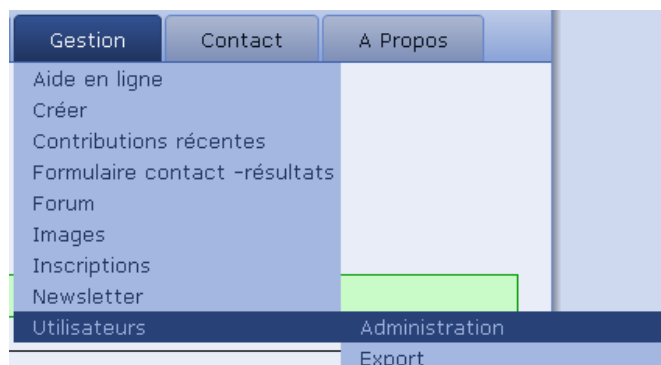 Gestion Contact A Propos
Aide en ligne
Créer
Contributions récentes
Formulaire contact -résultats
Forum
Images
Inscriptions
Newsletter
Utilisateurs Administration
Export